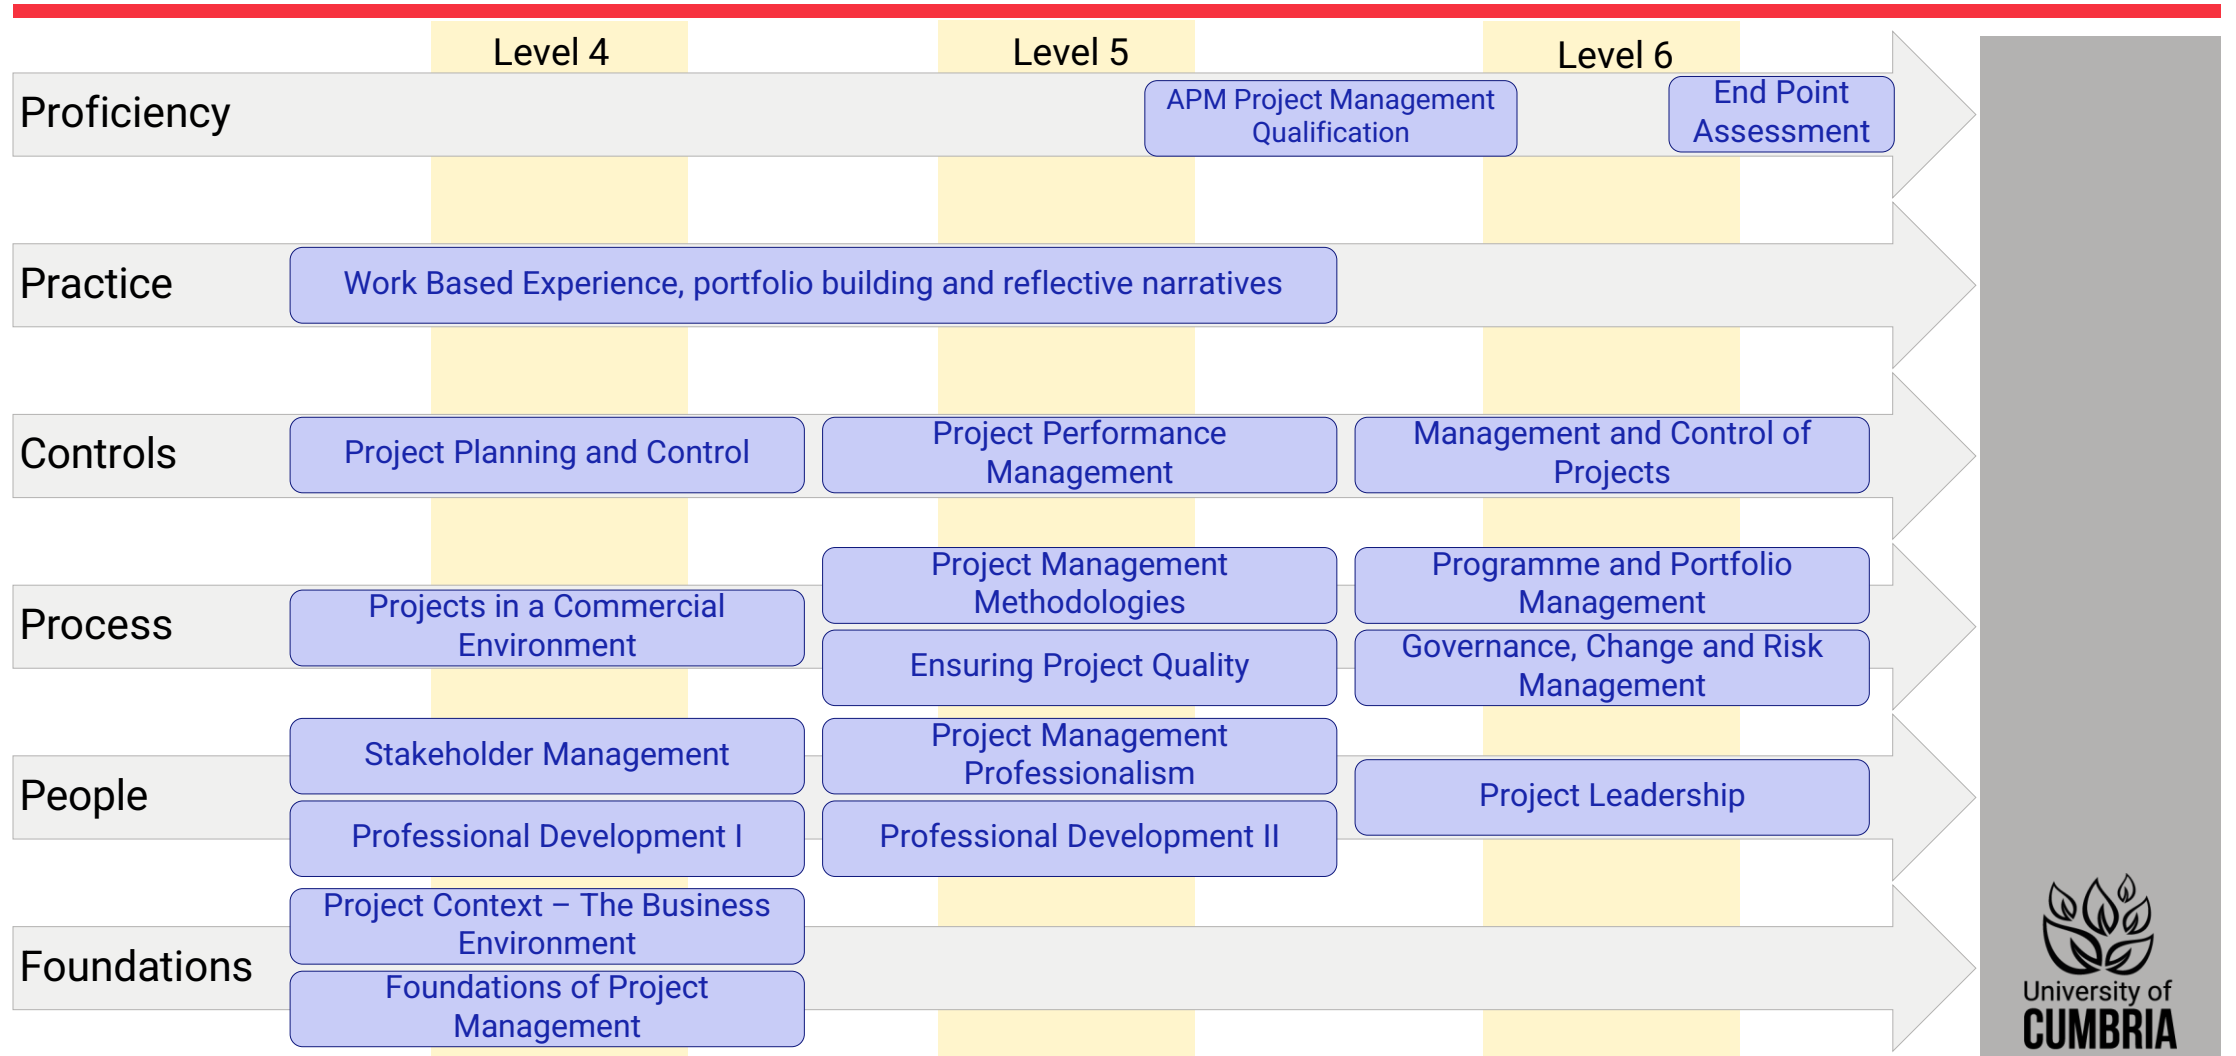 Level 4
Level 5
Level 6
Proficiency
APM Project Management
Qualification
End Point
Assessment
Practice
Work Based Experience, portfolio building and reflective narratives
Controls
Project Planning and Control
Project Performance
Management
Management and Control of
Projects
Process
Projects in a Commercial
Environment
Project Management
Methodologies
Ensuring Project Quality
Programme and Portfolio
Management
Governance, Change and Risk
Management
People
Stakeholder Management
Professional Development I
Project Management
Professionalism
Professional Development II
Project Leadership
Foundations
Project Context – The Business
Environment
Foundations of Project
Management
University of
CUMBRIA